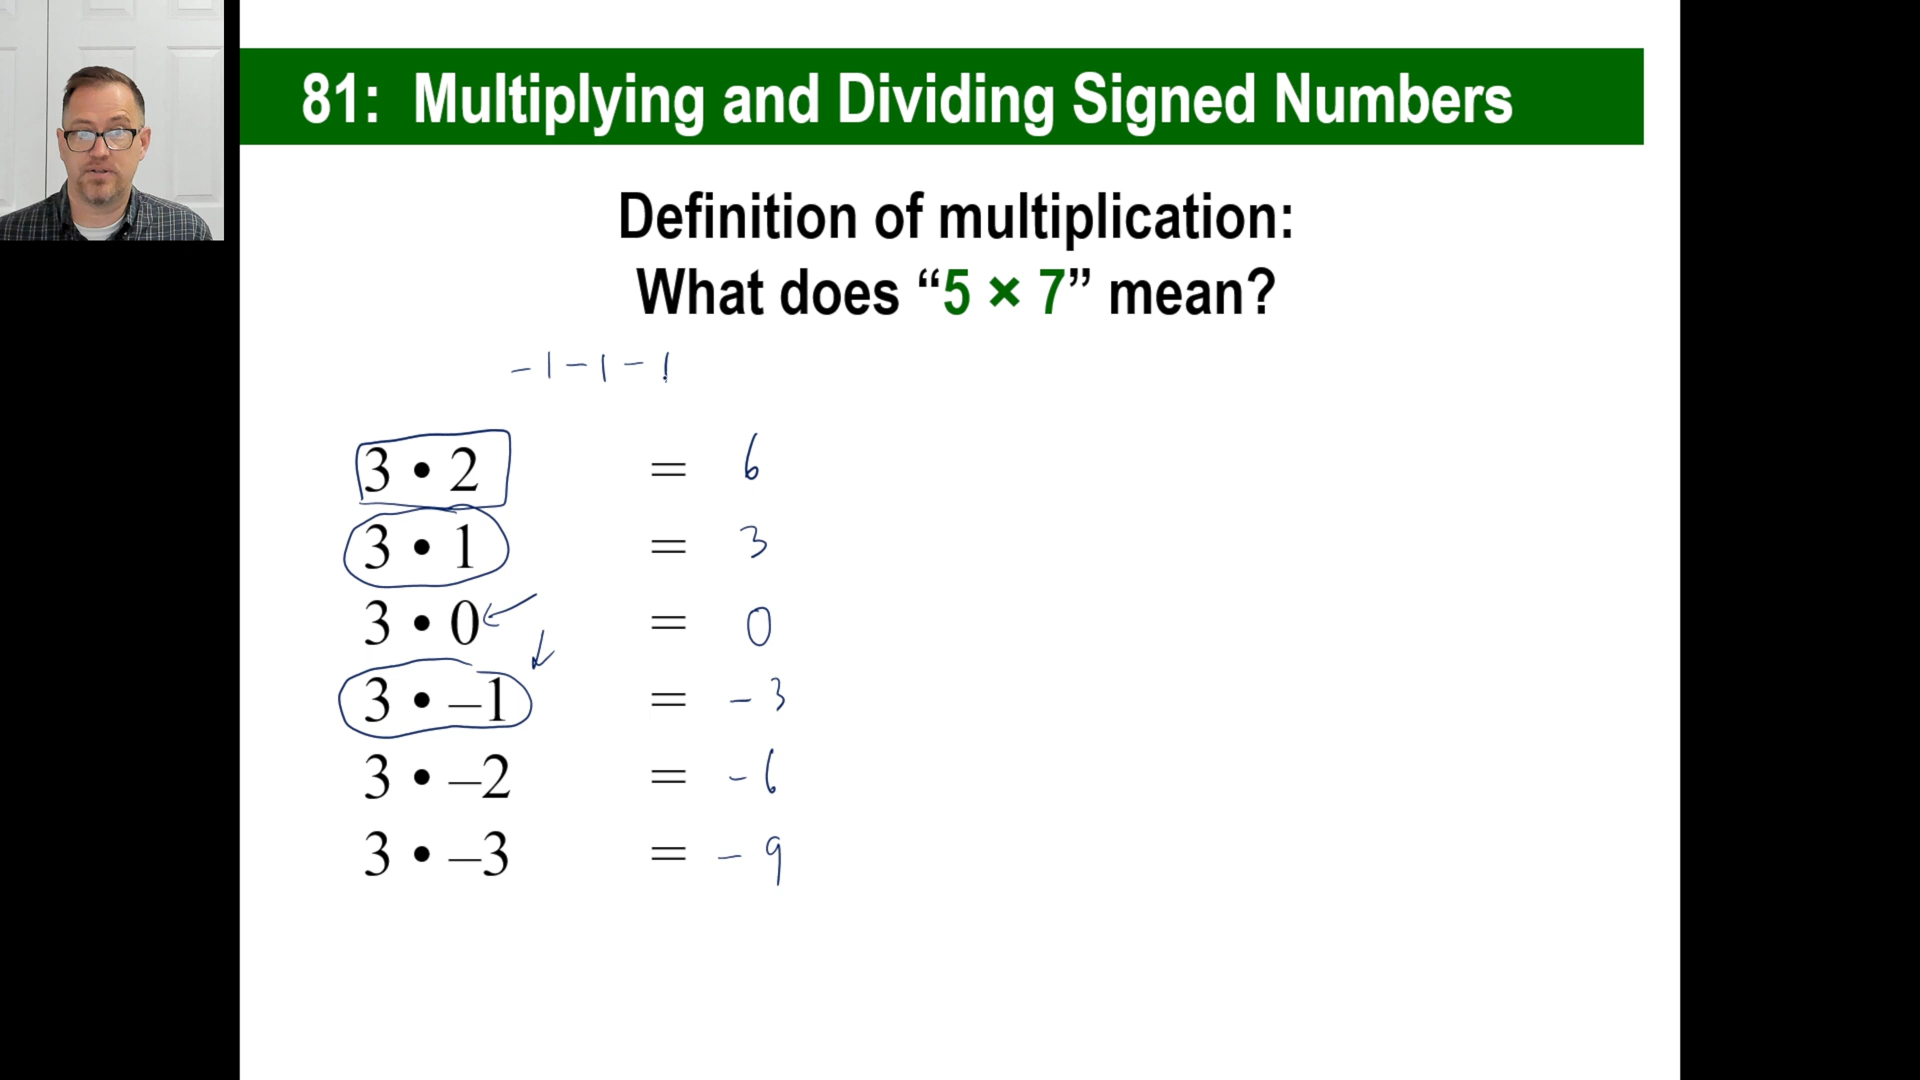 81: Multiplying and Dividing Signed Numbers
Definition of multiplication:
What does “5 × 7” mean?
-1-1-1
3 • 2 = 6
3 • 1 = 3
3 • 0 = 0
3 • –1 = -3
3 • –2 = -6
3 • –3 = -9